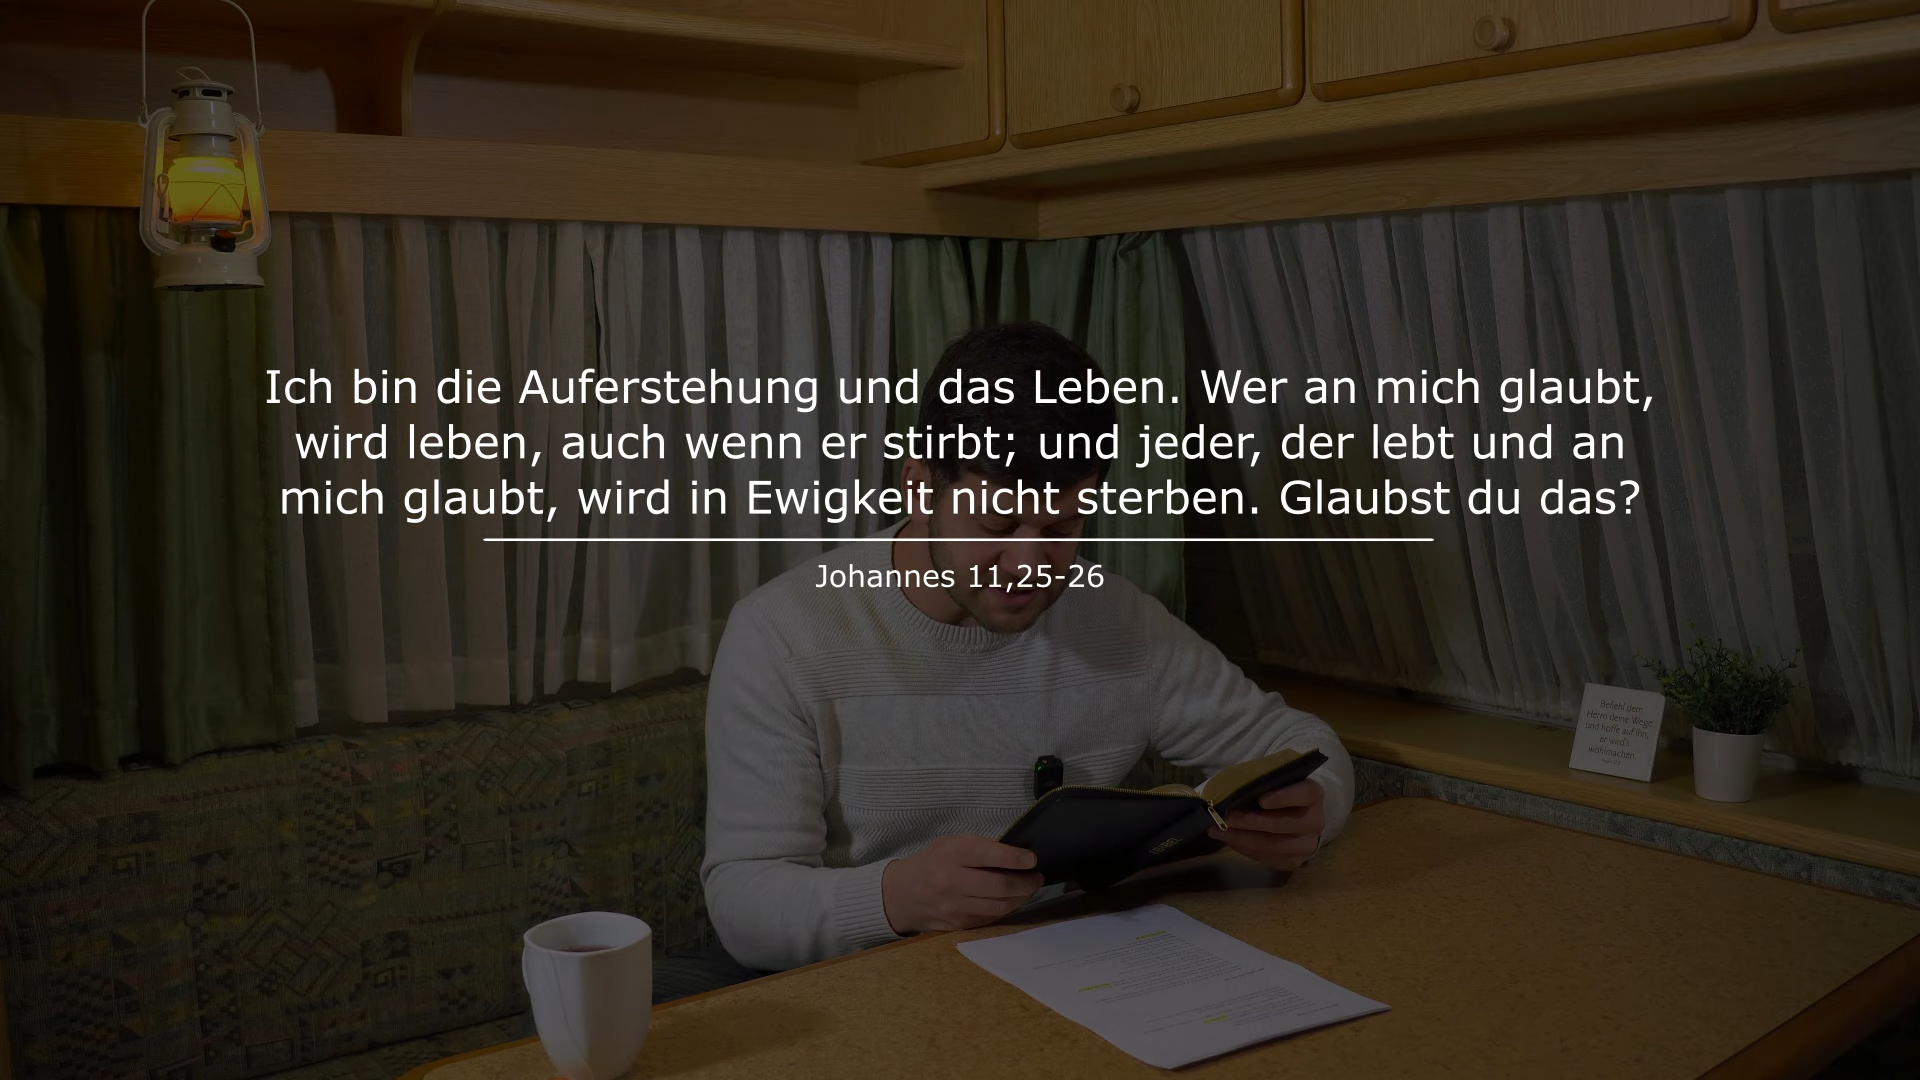 Ich bin die Auferstehung und das Leben. Wer an mich glaubt,
wird leben, auch wenn er stirbt; und jeder, der lebt und an
mich glaubt, wird in Ewigkeit nicht sterben. Glaubst du das?
Johannes 11,25-26
Befiehl dem
Herrn deine Wege
und hoffe auf ihn,
er wird's
wohlmachen.